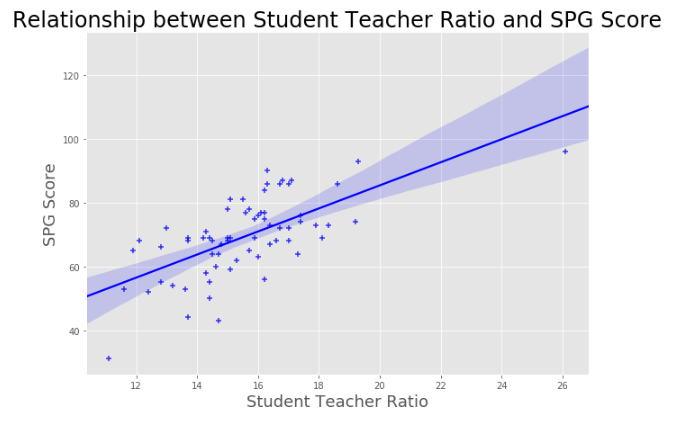 Relationship between Student Teacher Ratio and SPG Score
120
100
80
60
40
SPG Score
12 14 16 18 20 22 24 26
Student Teacher Ratio